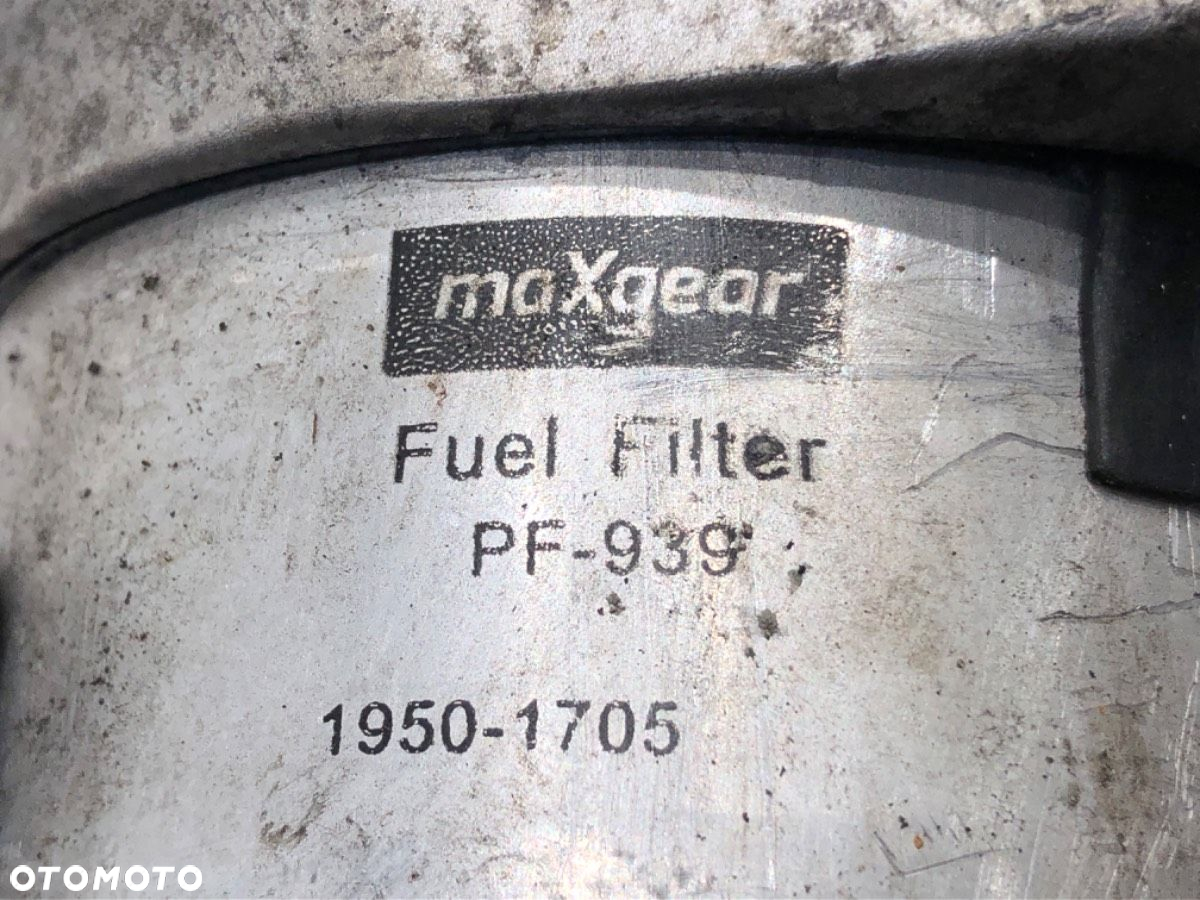 maXgear
Fuel Filter
PF-939
1950-1705
OTOMOTO